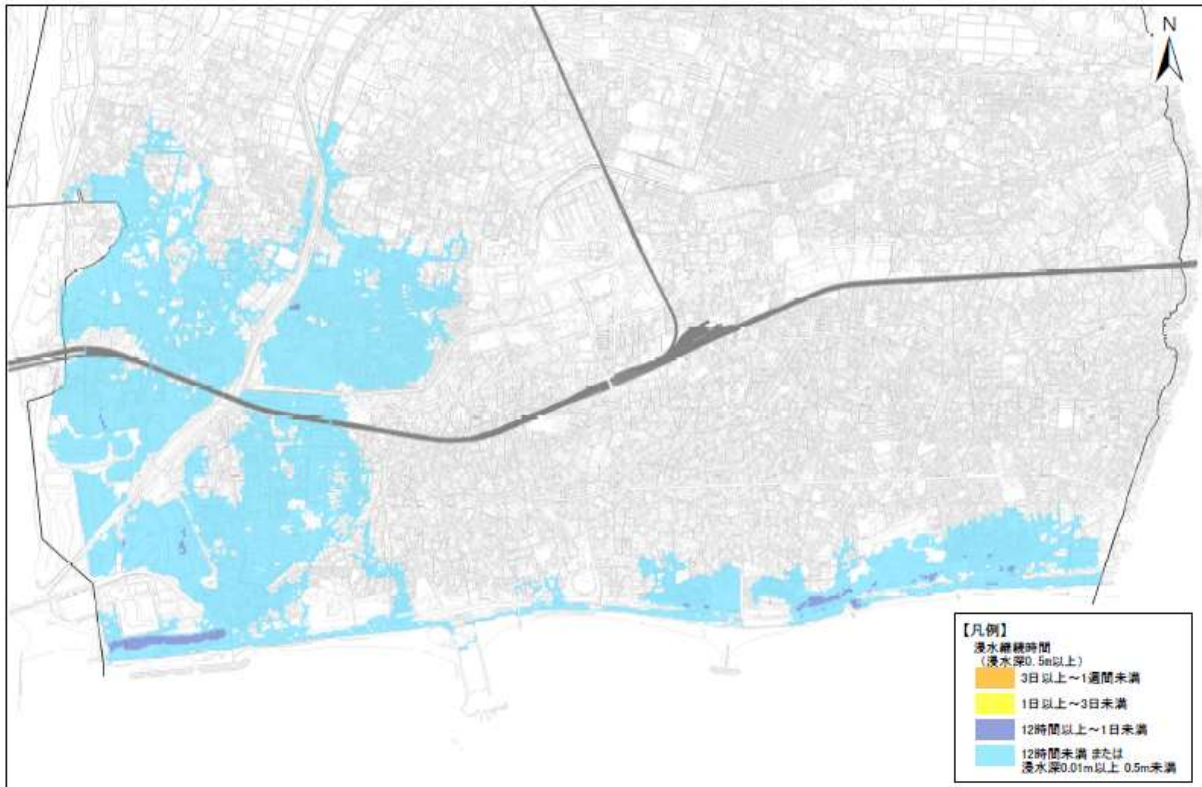 N
【凡例】
浸水継続時間
(浸水深0.5m以上)
3日以上～1週間未満
1日以上～3日未満
12時間以上～1日未満
12時間未満 または
浸水深0.01m以上 0.5m未満